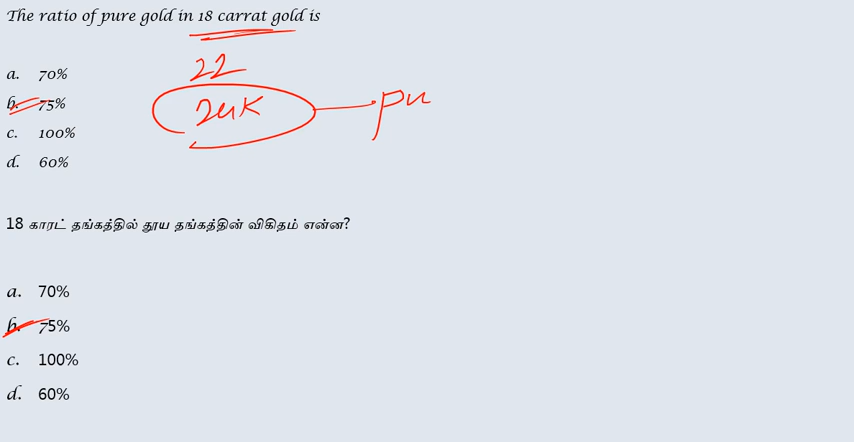 The ratio of pure gold in 18 carrat gold is
22
a. 70%
b. 75%
24K
pu
c. 100%
d. 60%
18 காரட் தங்கத்தில் தூய தங்கத்தின் விகிதம் என்ன?
a. 70%
b. 75%
c. 100%
d. 60%